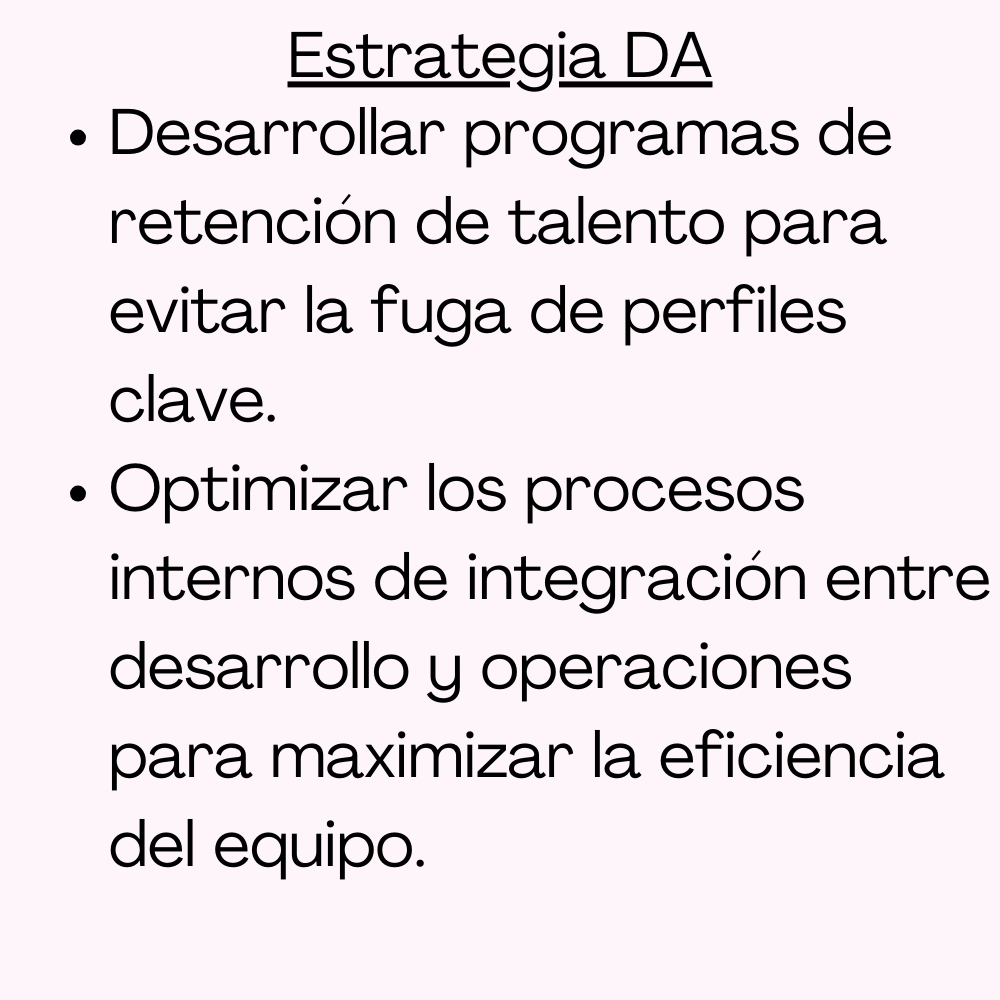 Estrategia DA
• Desarrollar programas de
retención de talento para
evitar la fuga de perfiles
clave.
• Optimizar los procesos
internos de integración entre
desarrollo y operaciones
para maximizar la eficiencia
del equipo.